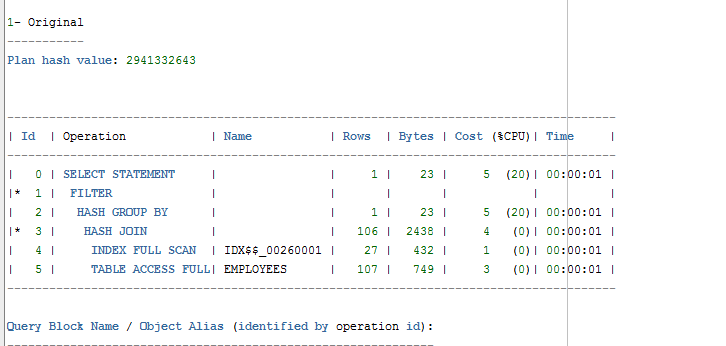 1- Original
-----------
Plan hash value: 2941332643
---------------------------------------------------------------------------------------
| Id  | Operation            | Name           | Rows  | Bytes | Cost (%CPU)| Time     |
---------------------------------------------------------------------------------------
|   0 | SELECT STATEMENT     |                |     1 |    23 |     5  (20)| 00:00:01 |
|*  1 |  FILTER              |                |       |       |            |          |
|   2 |   HASH GROUP BY      |                |     1 |    23 |     5  (20)| 00:00:01 |
|*  3 |    HASH JOIN         |                |   106 |  2438 |     4   (0)| 00:00:01 |
|   4 |     INDEX FULL SCAN  | IDX$$_00260001 |    27 |   432 |     1   (0)| 00:00:01 |
|   5 |     TABLE ACCESS FULL| EMPLOYEES      |   107 |   749 |     3   (0)| 00:00:01 |
---------------------------------------------------------------------------------------
Query Block Name / Object Alias (identified by operation id):
-------------------------------------------------------------